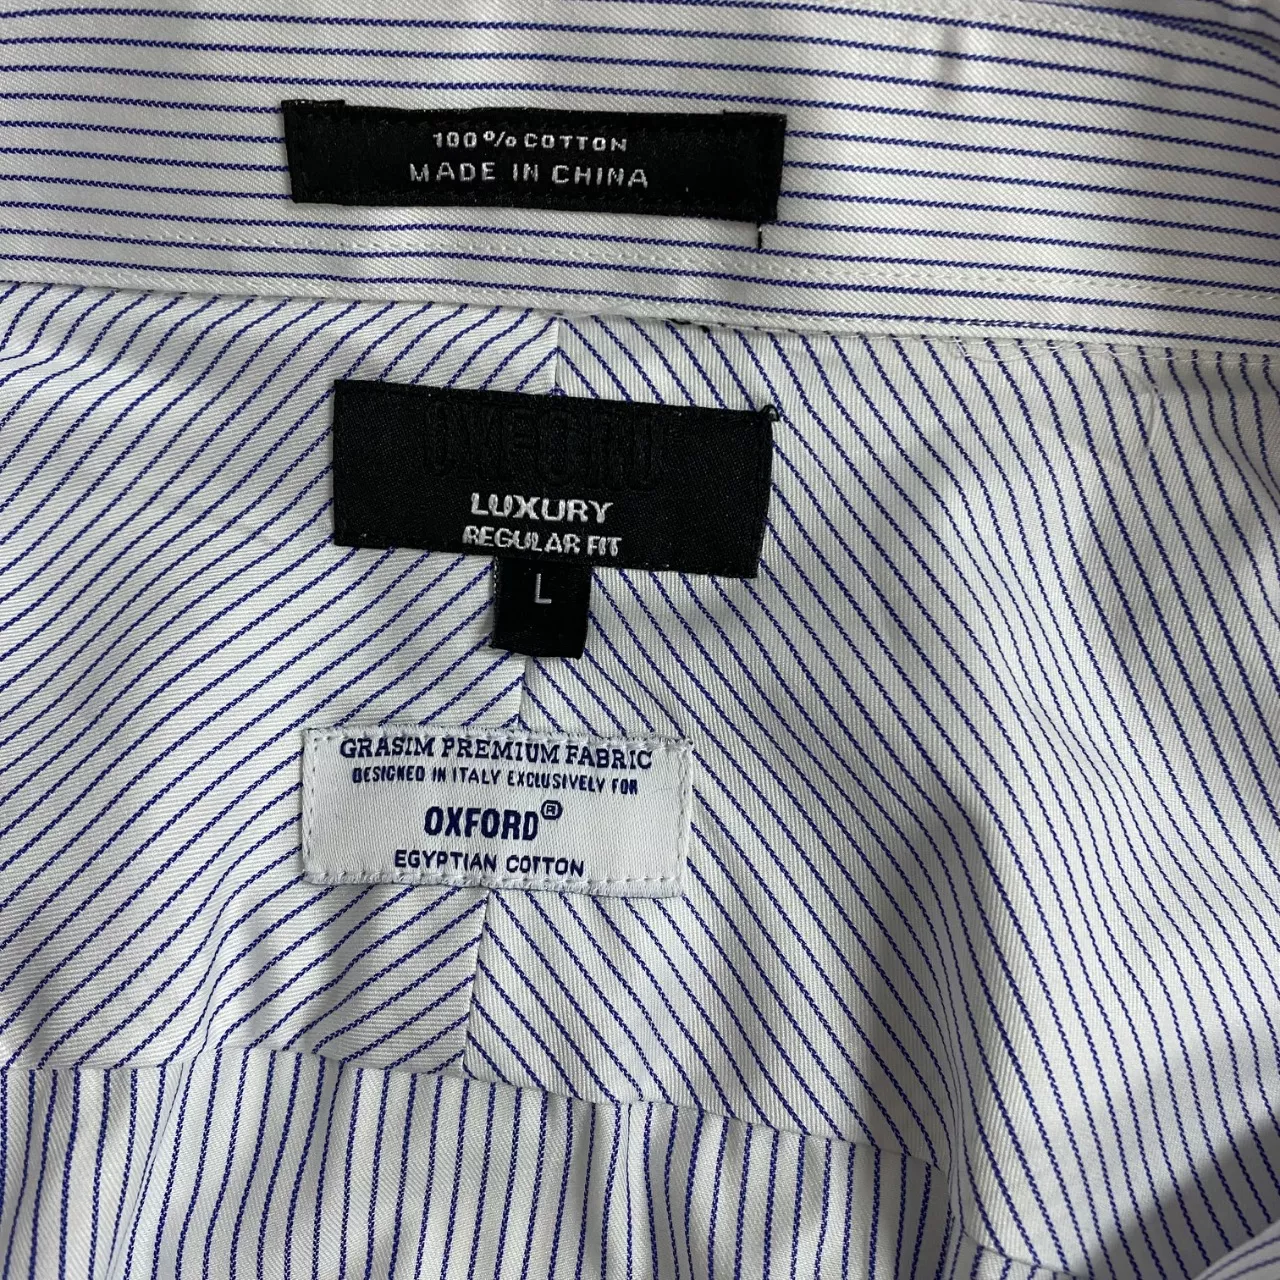 100% COTTON
MADE IN CHINA
OXFORD
LUXURY
REGULAR FIT
L
GRASIM PREMIUM FABRIC
DESIGNED IN ITALY EXCLUSIVELY FOR
OXFORD®
EGYPTIAN COTTON